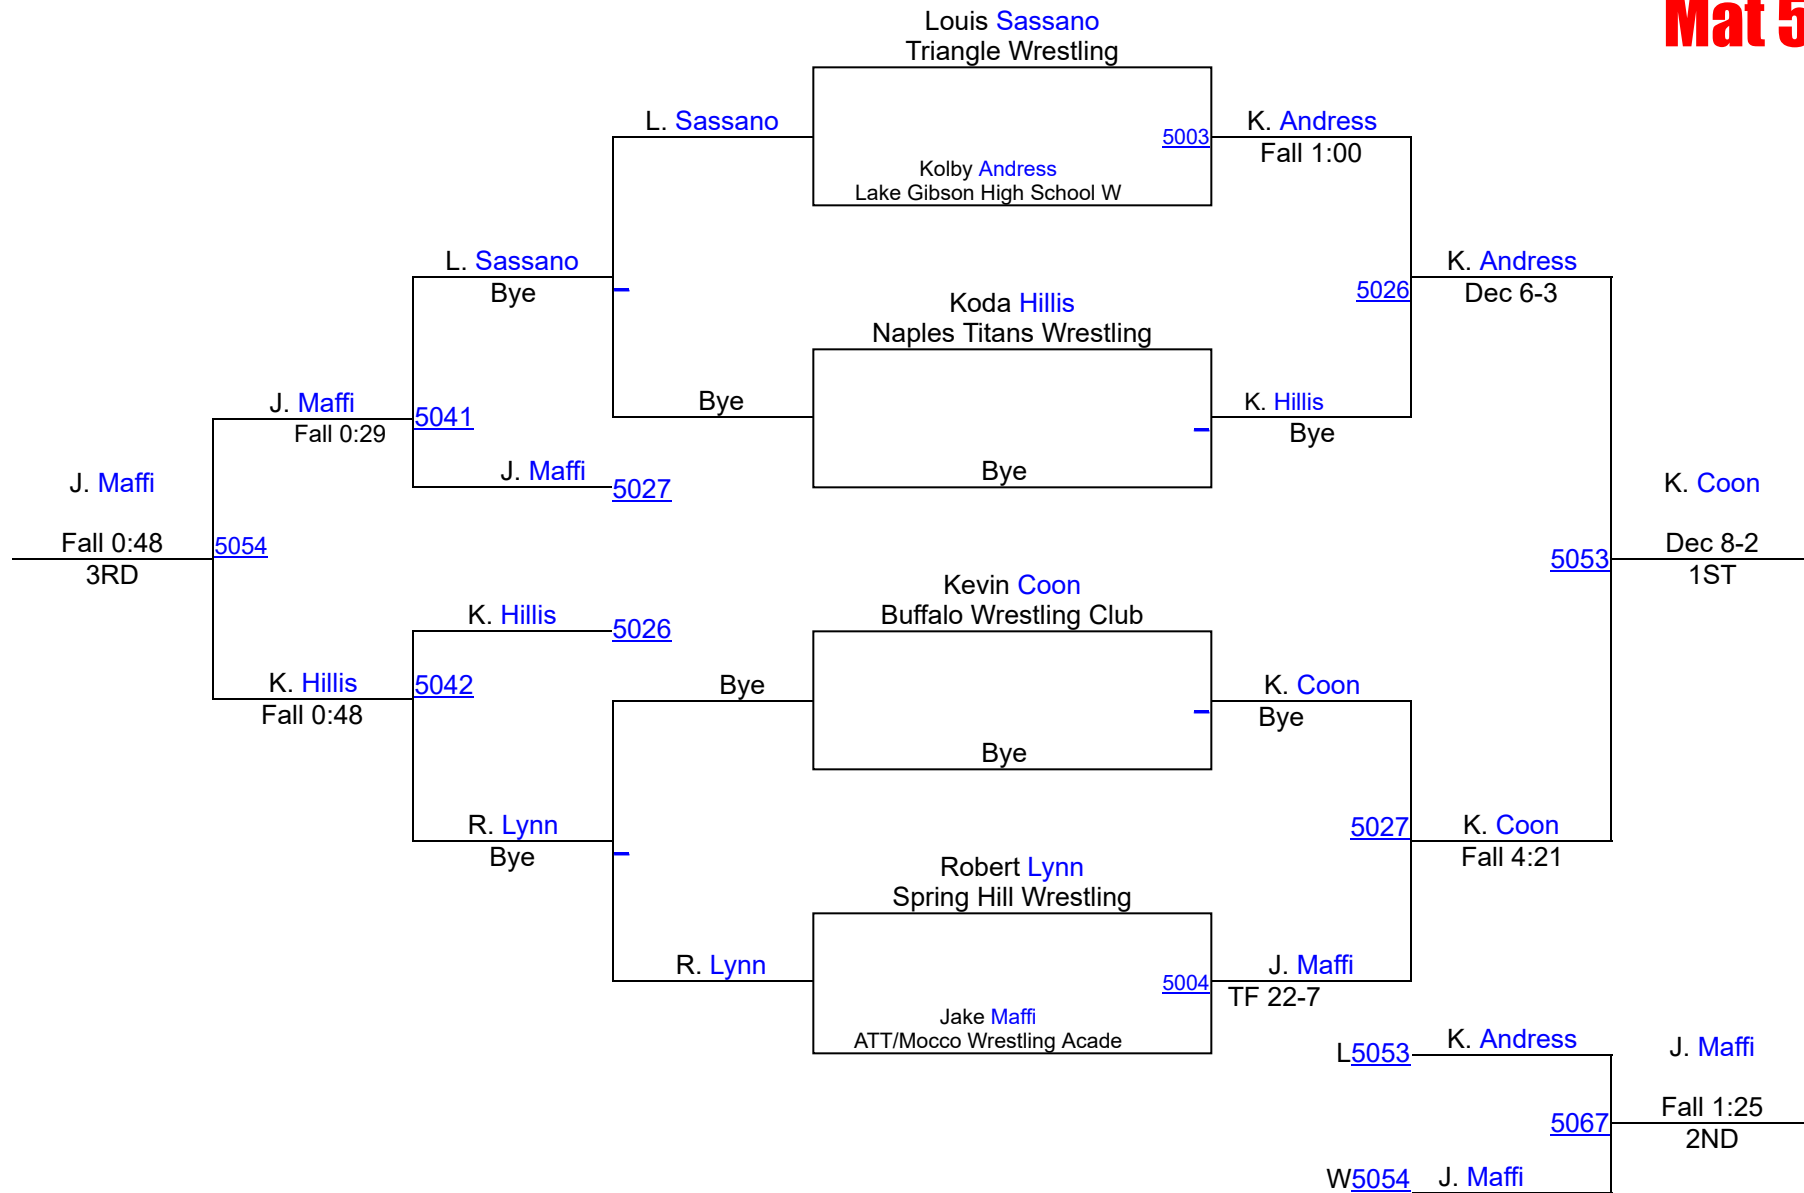 Mat 5
Louis Sassano
Triangle Wrestling
L. Sassano
5003
K. Andress
Fall 1:00
Kolby Andress
Lake Gibson High School W
L. Sassano
Bye
K. Andress
Dec 6-3
5026
Koda Hillis
Naples Titans Wrestling
J. Maffi
Fall 0:29
5041
Bye
K. Hillis
Bye
Bye
J. Maffi
5027
J. Maffi
Fall 0:48
3RD
5054
K. Coon
Dec 8-2
1ST
5053
Kevin Coon
Buffalo Wrestling Club
K. Hillis
5026
K. Hillis
Fall 0:48
5042
Bye
K. Coon
Bye
Bye
R. Lynn
Bye
5027
K. Coon
Fall 4:21
Robert Lynn
Spring Hill Wrestling
R. Lynn
5004
J. Maffi
TF 22-7
Jake Maffi
ATT/Mocco Wrestling Acade
L5053
K. Andress
J. Maffi
Fall 1:25
2ND
5067
W5054
J. Maffi